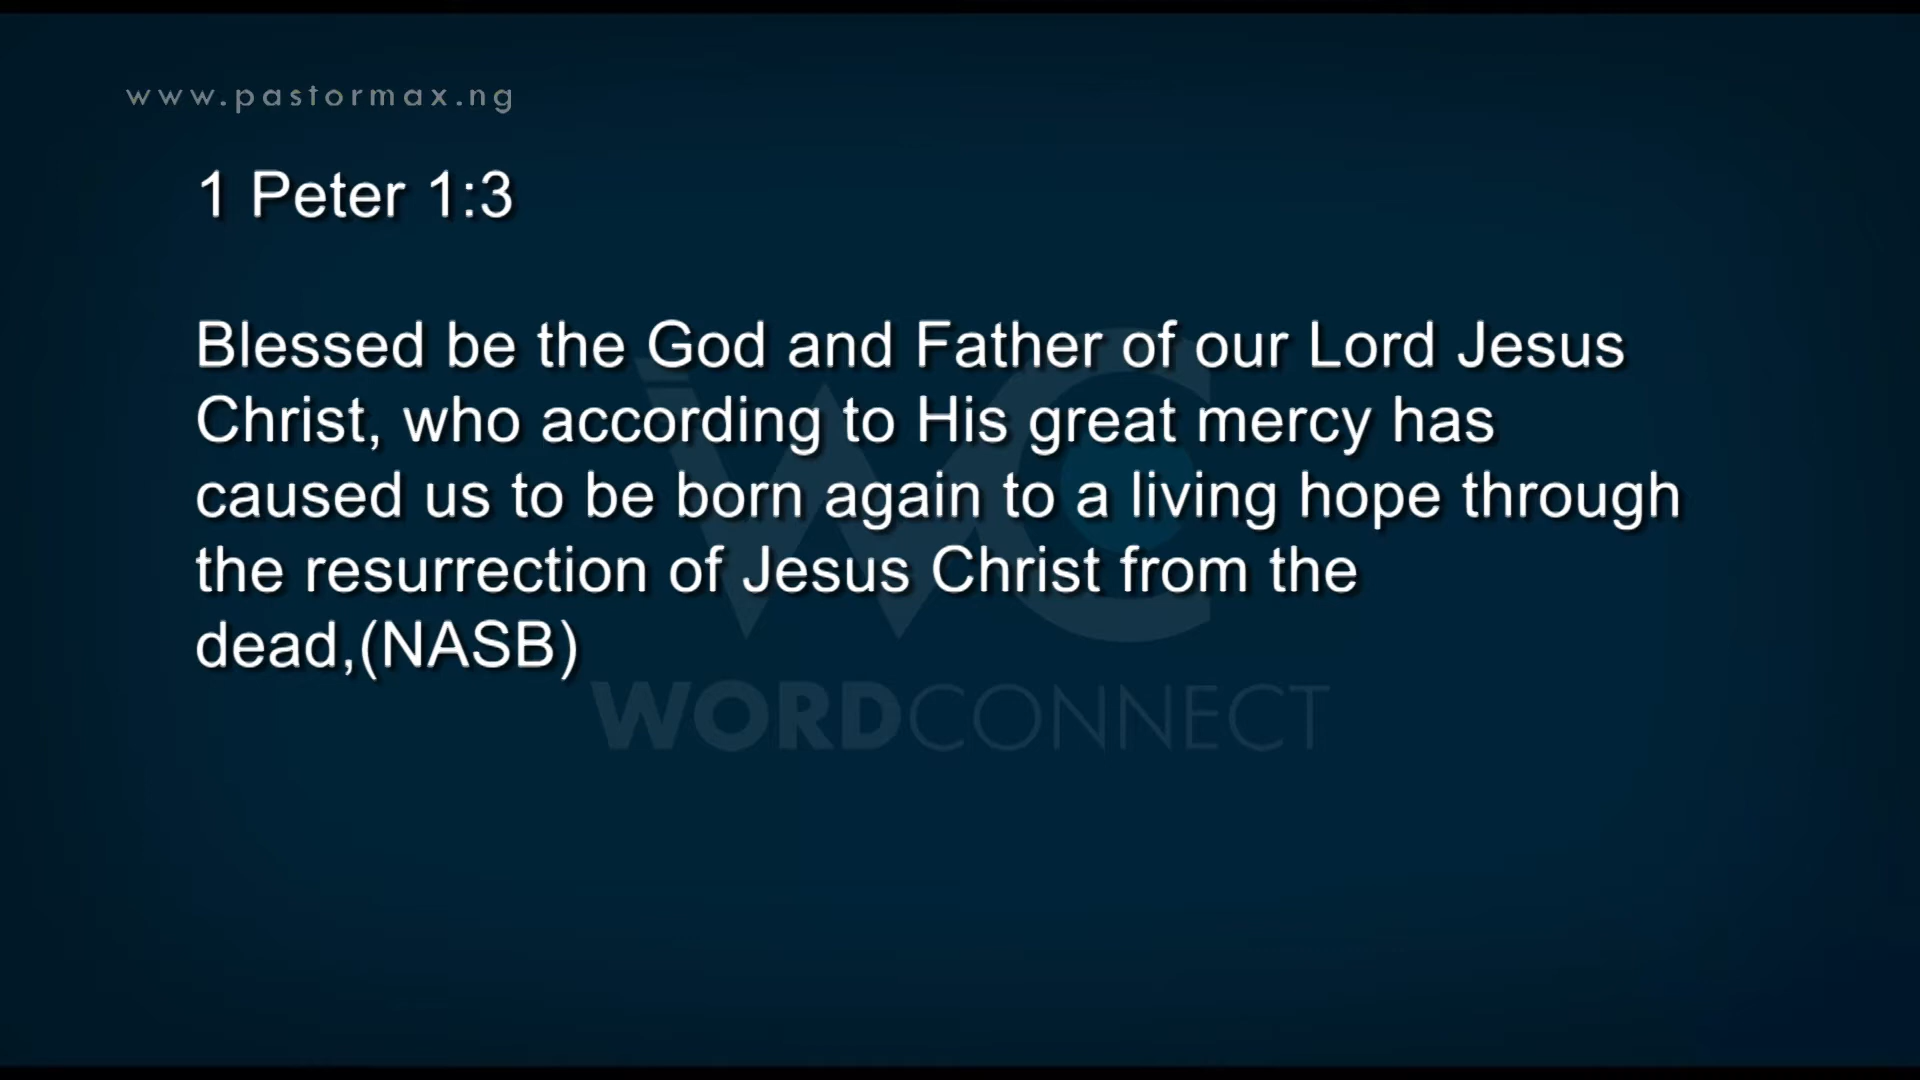 www.pastormax.ng
1 Peter 1:3
Blessed be the God and Father of our Lord Jesus
Christ, who according to His great mercy has
caused us to be born again to a living hope through
the resurrection of Jesus Christ from the
dead,(NASB)
WC
WORDCONNECT